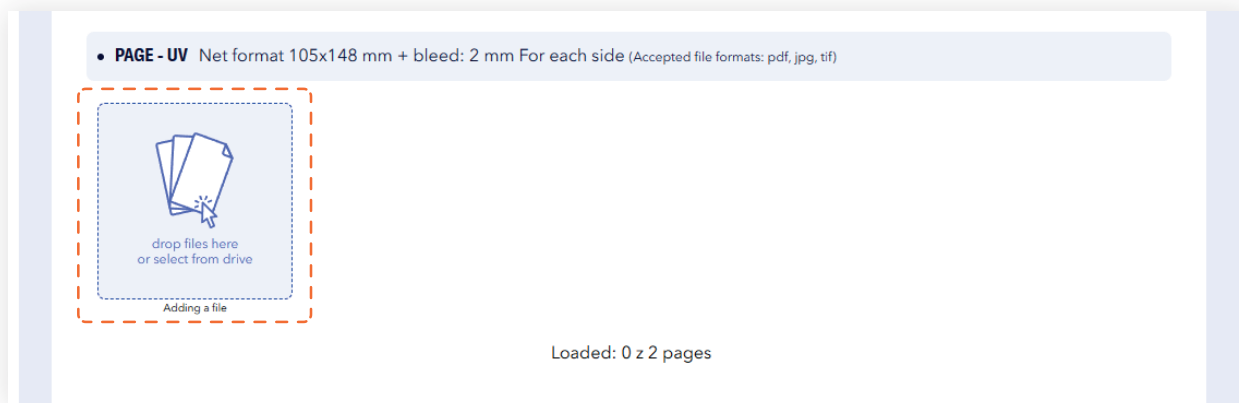 • PAGE - UV Net format 105x148 mm + bleed: 2 mm For each side (Accepted file formats: pdf, jpg, tif)
drop files here
or select from drive
Adding a file
Loaded: 0 z 2 pages